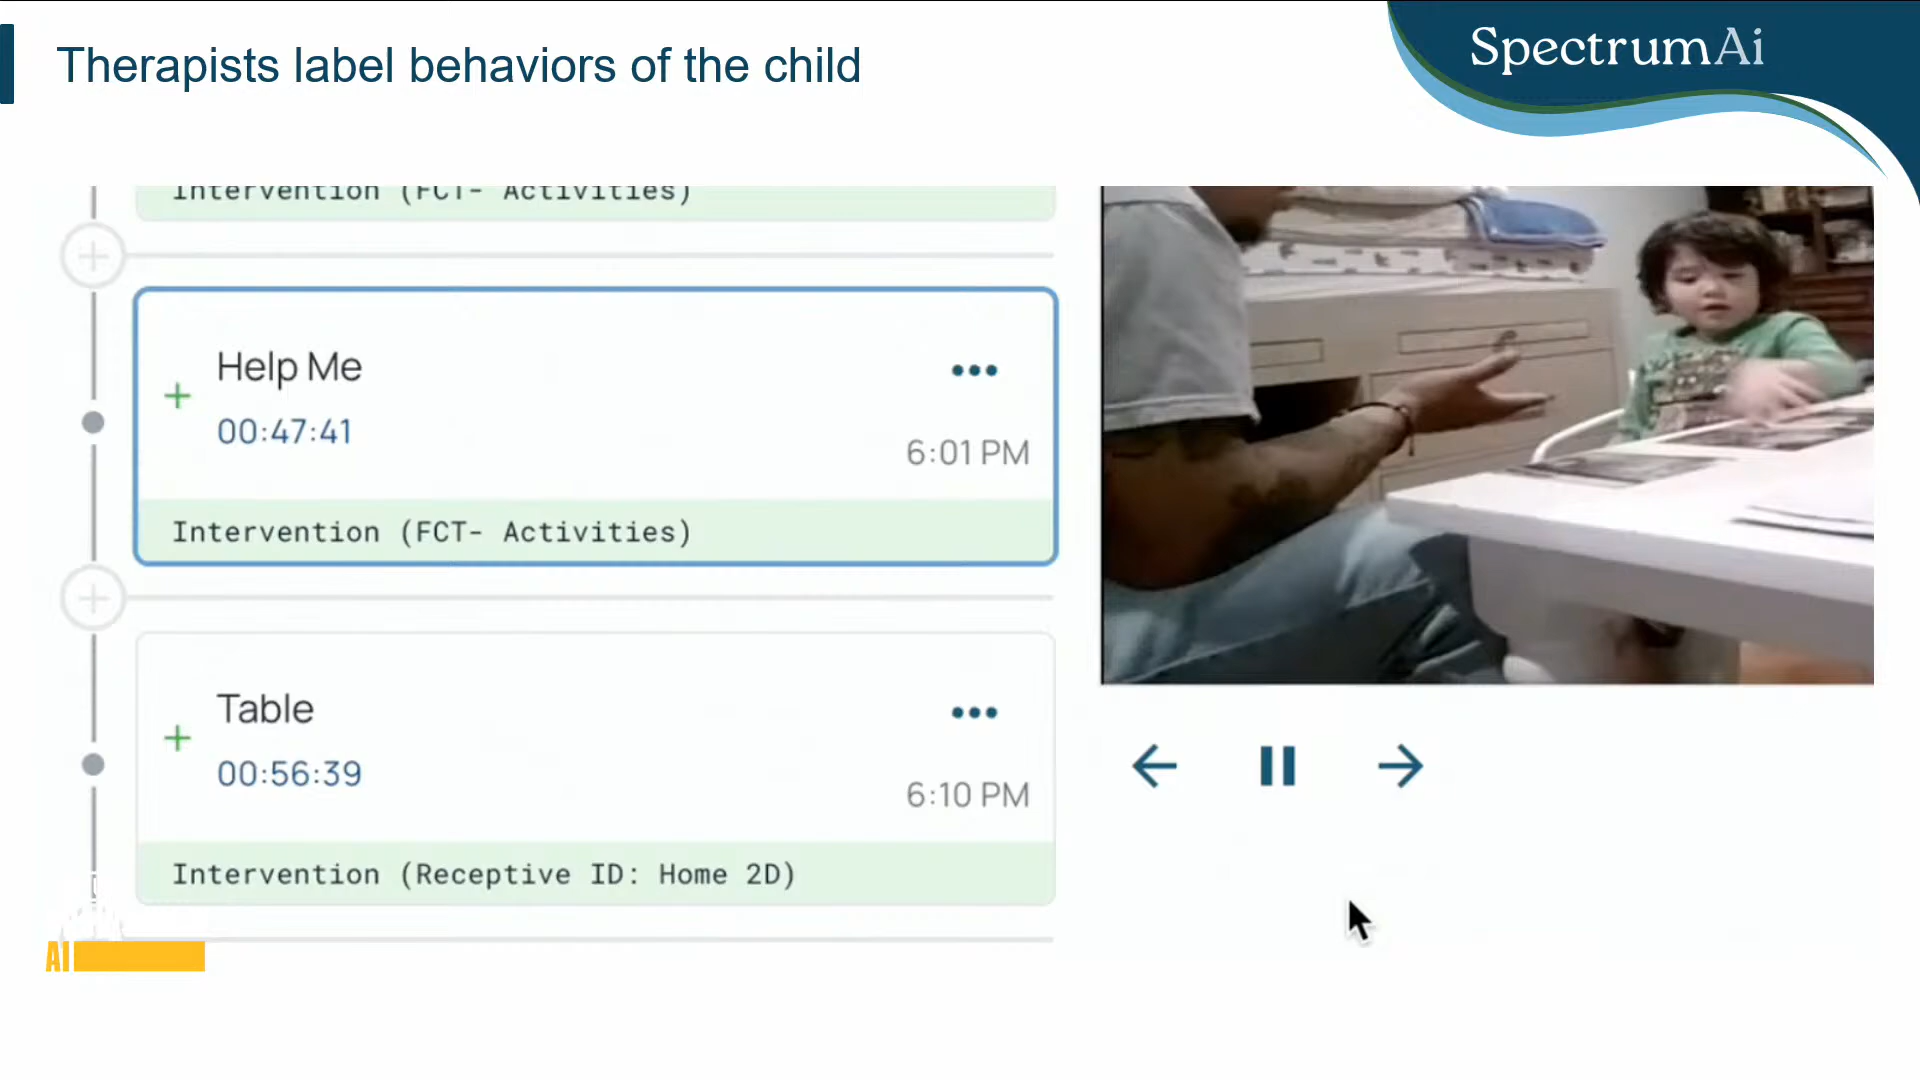 Therapists label behaviors of the child
SpectrumAi
Intervention (FCT- Activities)
Help Me
00:47:41
6:01 PM
Intervention (FCT- Activities)
Table
00:56:39
6:10 PM
Intervention (Receptive ID: Home 2D)
AI